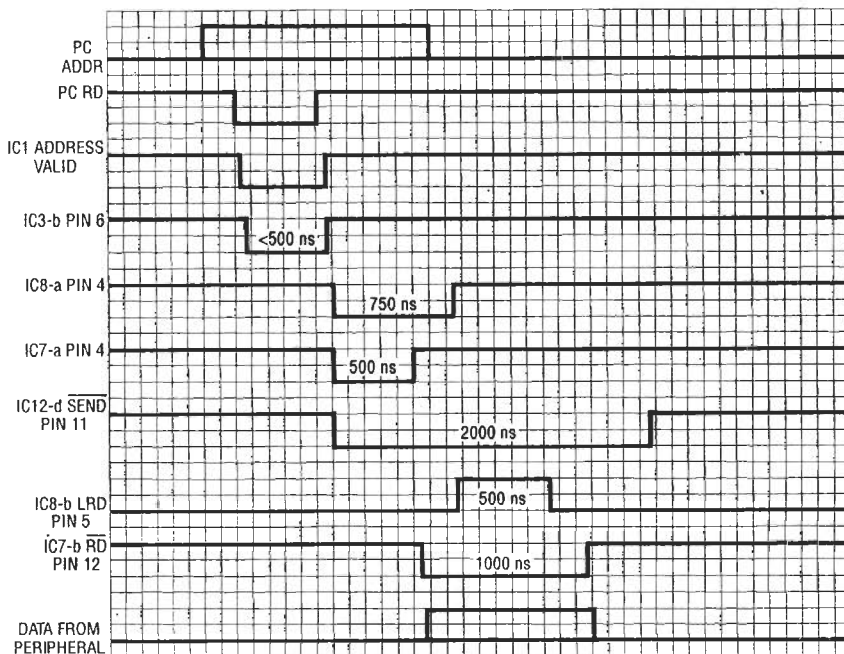 PC
ADDR
PC RD
IC1 ADDRESS
VALID
IC3-b PIN 6
<500 ns
IC8-a PIN 4
750 ns
IC7-a PIN 4
500 ns
IC12-d SEND
PIN 11
2000 ns
IC8-b LRD
PIN 5
500 ns
IC7-b RD
PIN 12
1000 ns
DATA FROM
PERIPHERAL